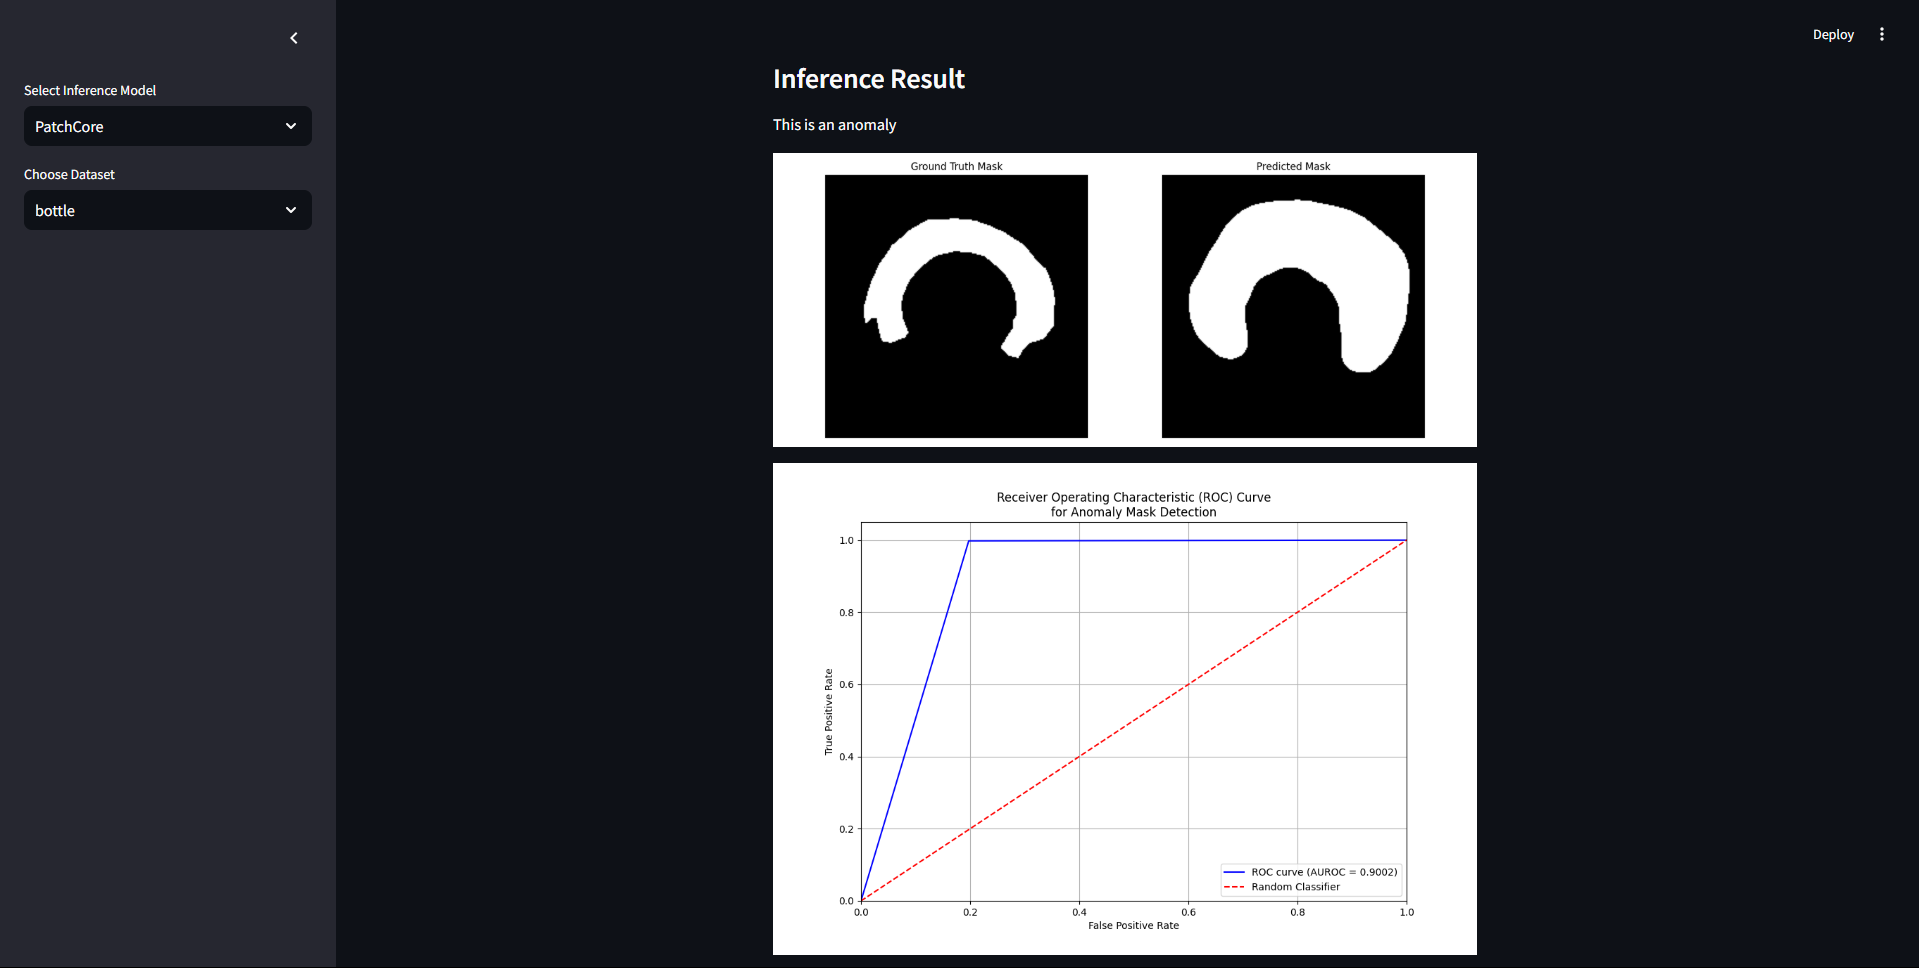 Deploy
Select Inference Model
PatchCore
Choose Dataset
bottle
Inference Result
This is an anomaly
Ground Truth Mask
Predicted Mask
Receiver Operating Characteristic (ROC) Curve
for Anomaly Mask Detection
True Positive Rate
1.0
0.8
0.6
0.4
0.2
0.0
ROC curve (AUROC = 0.9002)
Random Classifier
0.0 0.2 0.4 0.6 0.8 1.0
False Positive Rate